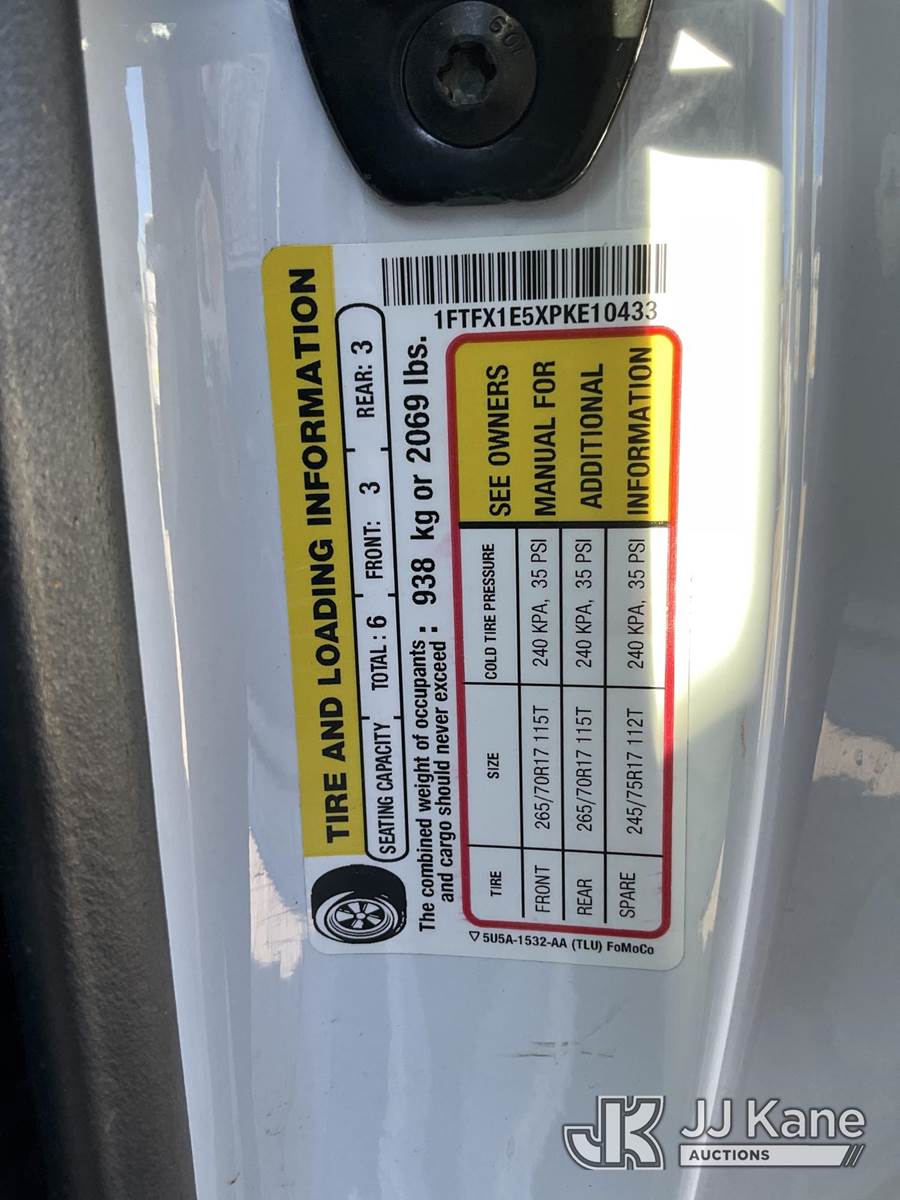 10.9
TIRE AND LOADING INFORMATION
SEATING CAPACITY TOTAL : 6 FRONT: 3 REAR: 3
The combined weight of occupants
and cargo should never exceed : 938 kg or 2069 lbs.
1FTFX1E5XPKE10433
TIRE SIZE COLD TIRE PRESSURE
FRONT 265/70R17 115T 240 KPA, 35 PSI
REAR 265/70R17 115T 240 KPA, 35 PSI
SPARE 245/75R17 112T 240 KPA, 35 PSI
SEE OWNERS
MANUAL FOR
ADDITIONAL
INFORMATION
5U5A-1532-AA (TLU) FoMoCo
JK JJ Kane
AUCTIONS